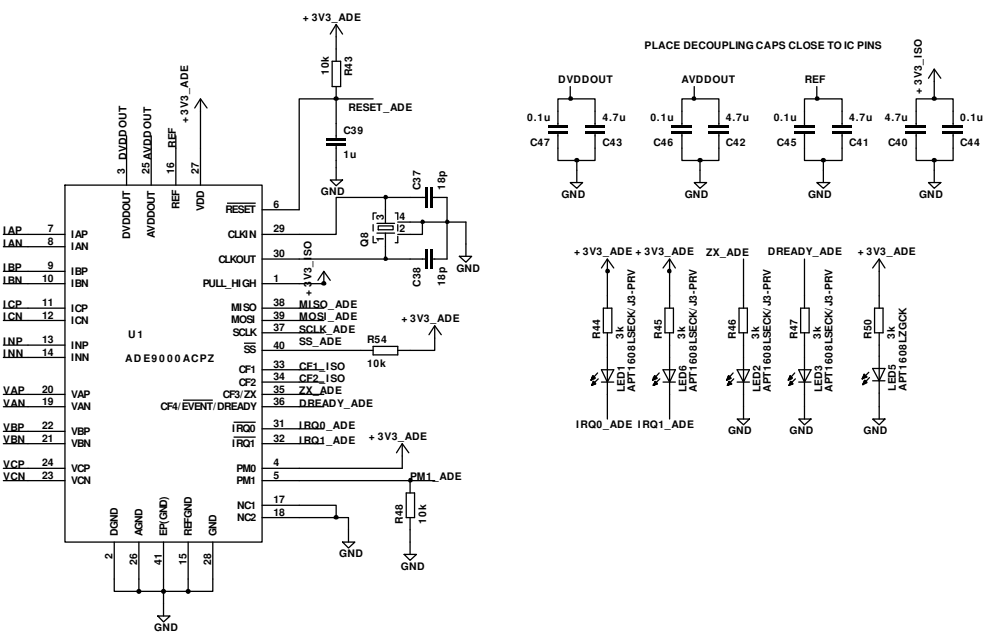 +3V3_ADE
10k
R43
RESET_ADE
C39
1u
GND
3 DVDDOUT
25 AVDDOUT
16 REF
27 +3V3_ADE
DVDDOUT
AVDDOUT
REF
VDD
IAP 7 IAP
IAN 8 IAN
IBP 9 IBP
IBN 10 IBN
ICP 11 ICP
ICN 12 ICN
INP 13 INP
INN 14 INN
VAP 20 VAP
VAN 19 VAN
VBP 22 VBP
VBN 21 VBN
VCP 24 VCP
VCN 23 VCN
U1
ADE9000ACPZ
RESET 6
CLKIN 29
CLKOUT 30
PULL_HIGH 1
+3V3_ISO
MISO 38 MISO_ADE
MOSI 39 MOSI_ADE
SCLK 37 SCLK_ADE
SS 40 SS_ADE
R54
10k
+3V3_ADE
CF1 33 CF1_ISO
CF2 34 CF2_ISO
CF3/ZX 35 ZX_ADE
CF4/EVENT/DREADY 36 DREADY_ADE
IRQ0 31 IRQ0_ADE
IRQ1 32 IRQ1_ADE
+3V3_ADE
PM0 4
PM1 5 PM1_ADE
R48
10k
GND
NC1 17
NC2 18
GND
DGND
AGND
EP(GND)
REFGND
GND
2
26
41
15
28
GND
C37
18p
Q8
3
4
1
2
C38
18p
GND
PLACE DECOUPLING CAPS CLOSE TO IC PINS
DVDDOUT
0.1u
C47
4.7u
C43
GND
AVDDOUT
0.1u
C46
4.7u
C42
GND
REF
0.1u
C45
4.7u
C41
GND
+3V3_ISO
4.7u
C40
0.1u
C44
GND
+3V3_ADE
R44
3k
LED1
APT1608LSECK/J3-PRV
IRQ0_ADE
+3V3_ADE
R45
3k
LED6
APT1608LSECK/J3-PRV
IRQ1_ADE
ZX_ADE
R46
3k
LED2
APT1608LSECK/J3-PRV
GND
DREADY_ADE
R47
3k
LED3
APT1608LSECK/J3-PRV
GND
+3V3_ADE
R50
3k
LED5
APT1608LZGCK
GND